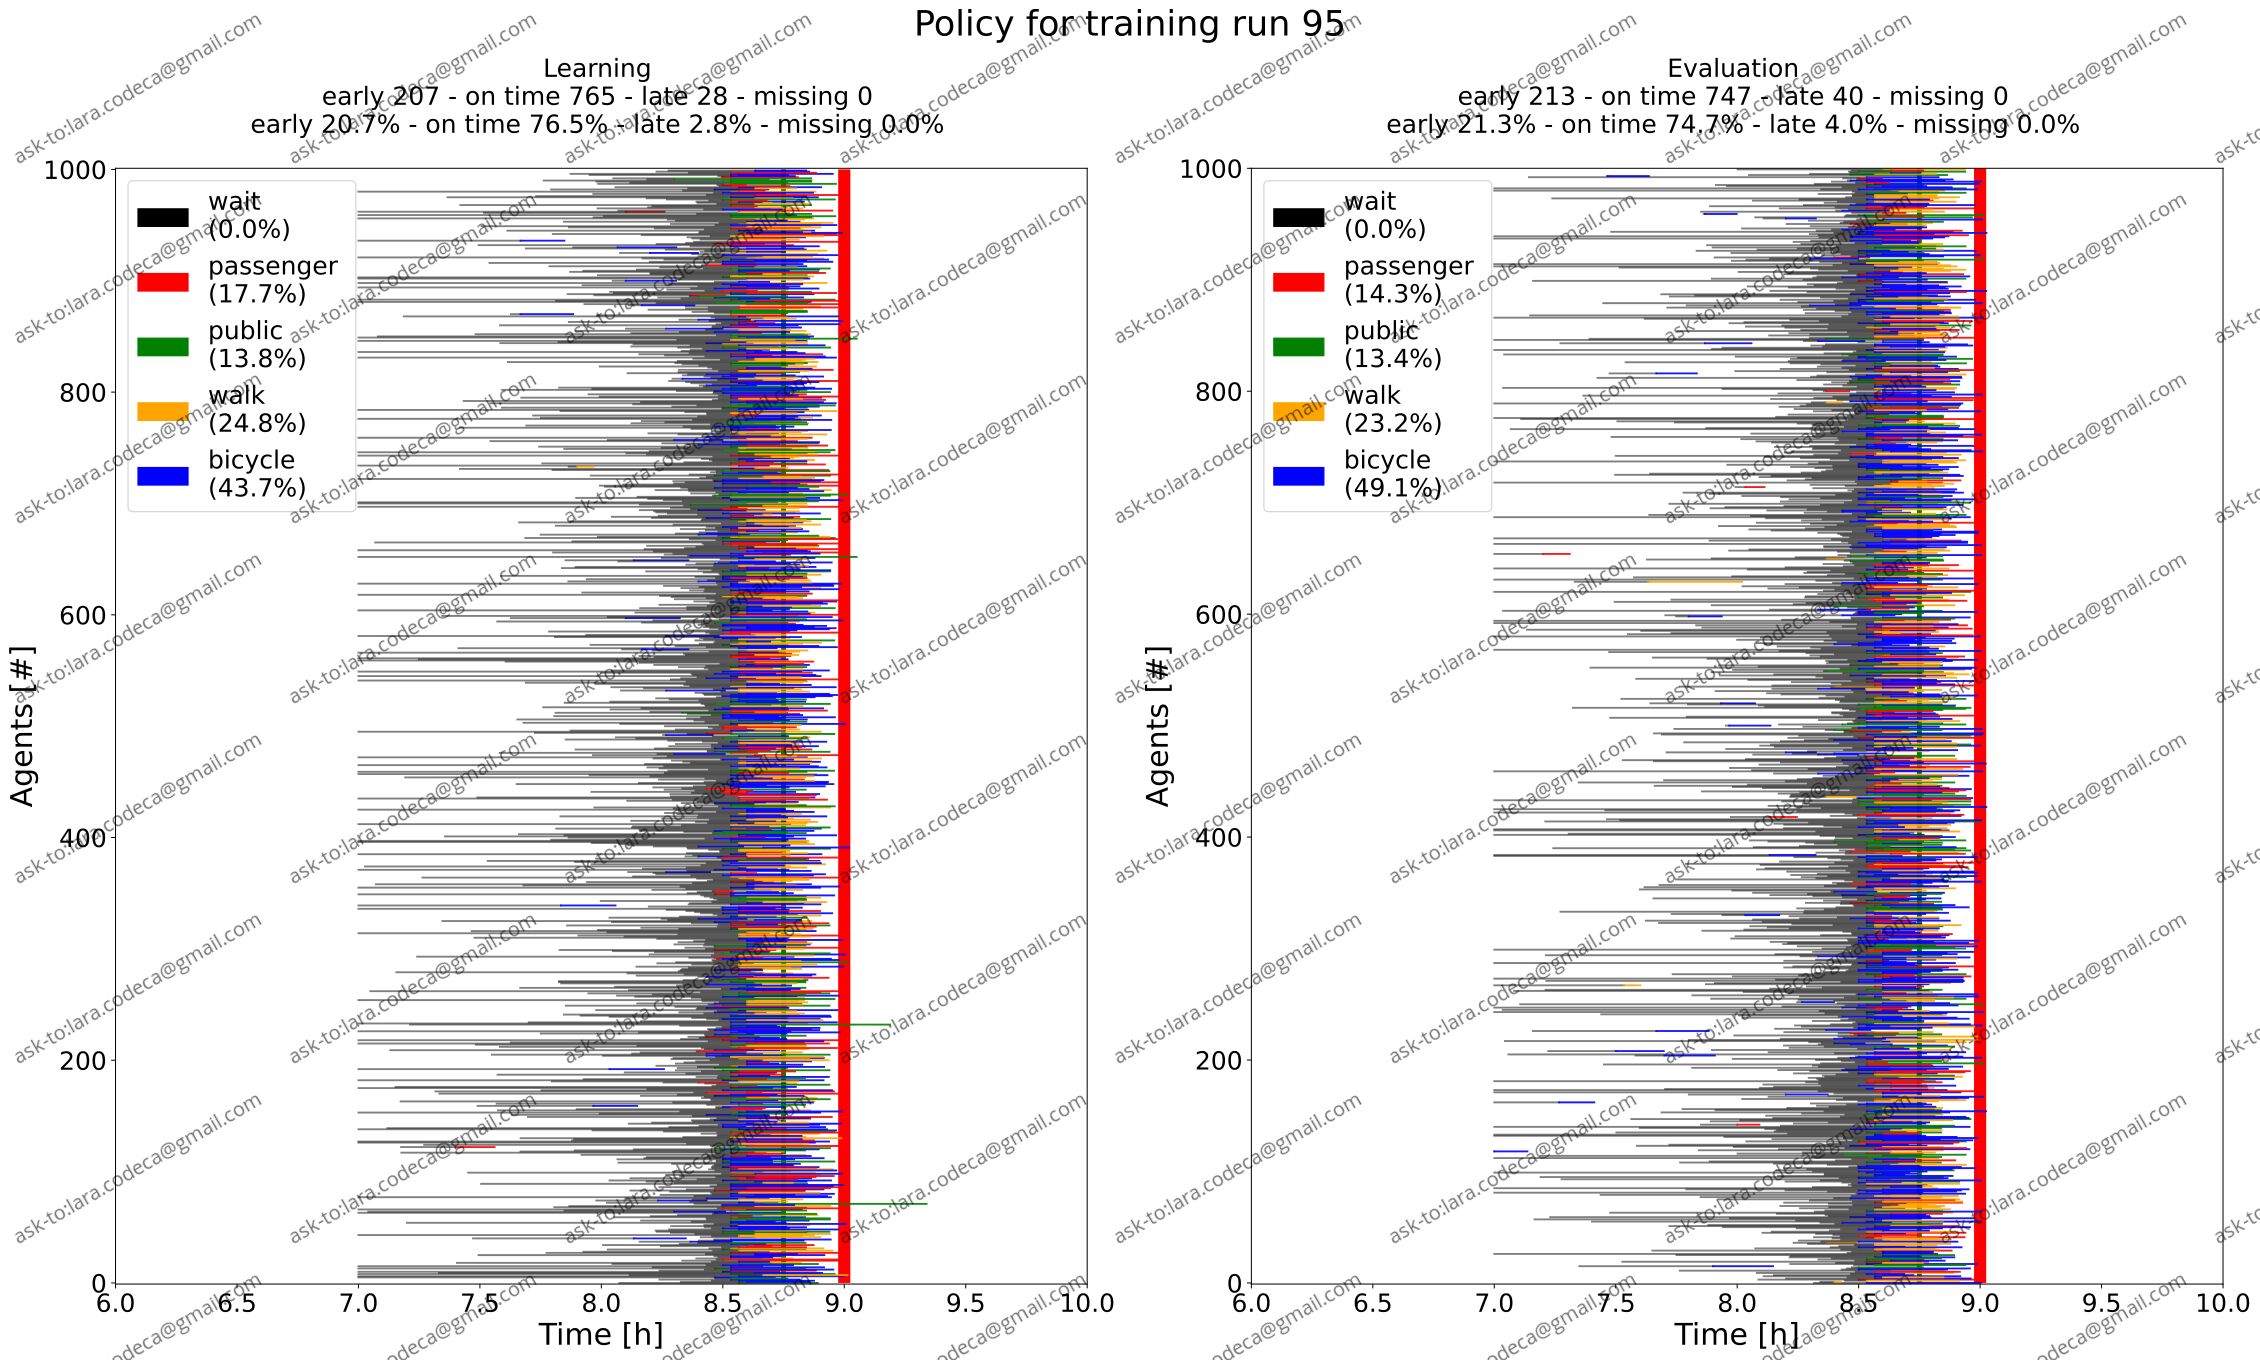 Policy for training run 95
Learning
early 207 - on time 765 - late 28 - missing 0
early 20.7% - on time 76.5% - late 2.8% - missing 0.0%
1000
800
600
400
200
0
Agents [#]
wait
(0.0%)
passenger
(17.7%)
public
(13.8%)
walk
(24.8%)
bicycle
(43.7%)
6.0 6.5 7.0 7.5 8.0 8.5 9.0 9.5 10.0
Time [h]
Evaluation
early 213 - on time 747 - late 40 - missing 0
early 21.3% - on time 74.7% - late 4.0% - missing 0.0%
1000
800
600
400
200
0
Agents [#]
wait
(0.0%)
passenger
(14.3%)
public
(13.4%)
walk
(23.2%)
bicycle
(49.1%)
6.0 6.5 7.0 7.5 8.0 8.5 9.0 9.5 10.0
Time [h]
ask-to:lara.codeca@gmail.com